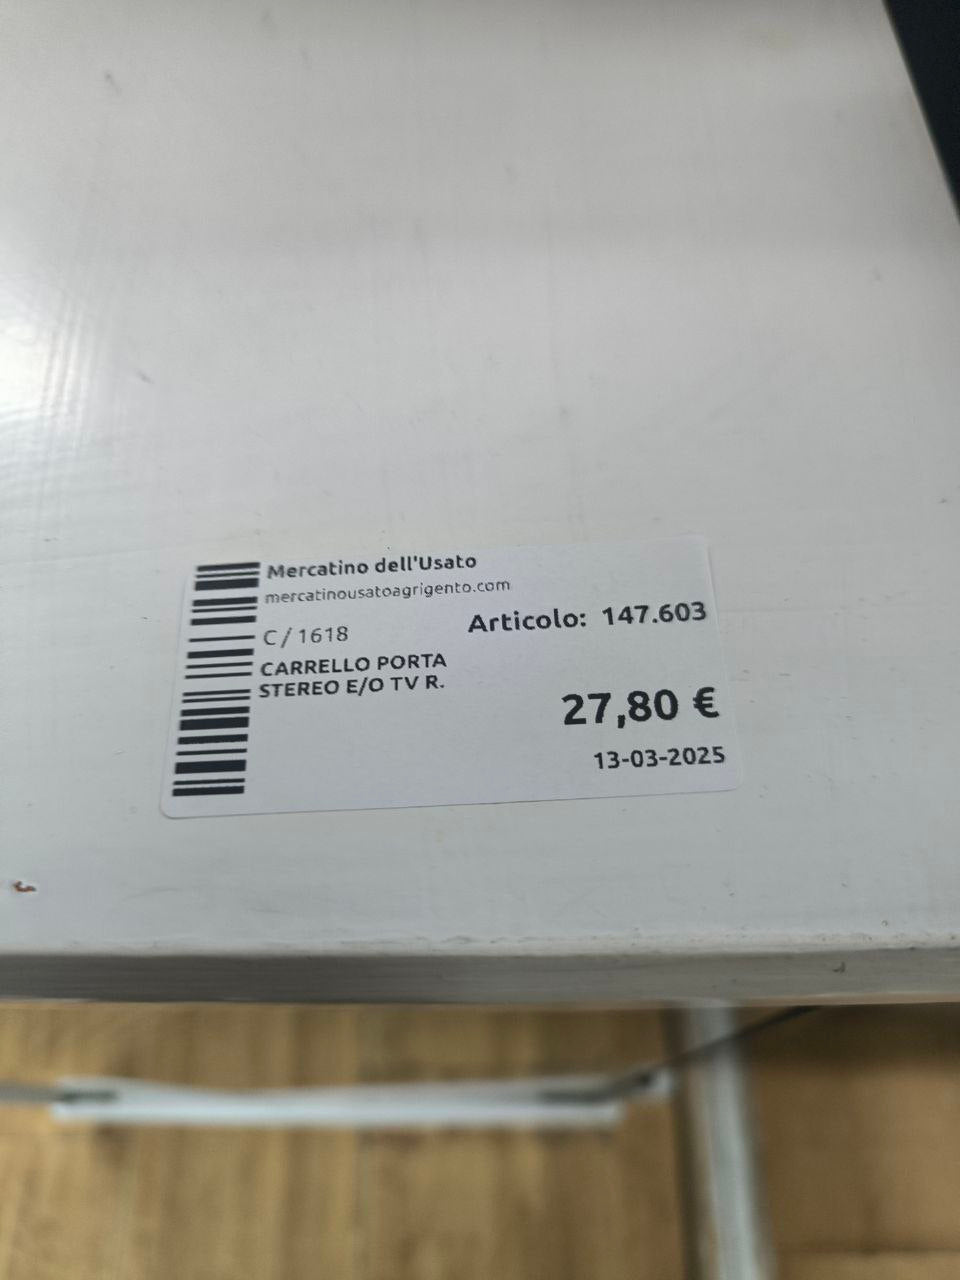 Mercatino dell'Usato
mercatinousatoagrigento.com
C/1618
Articolo: 147.603
CARRELLO PORTA
STEREO E/O TV R.
27,80 €
13-03-2025